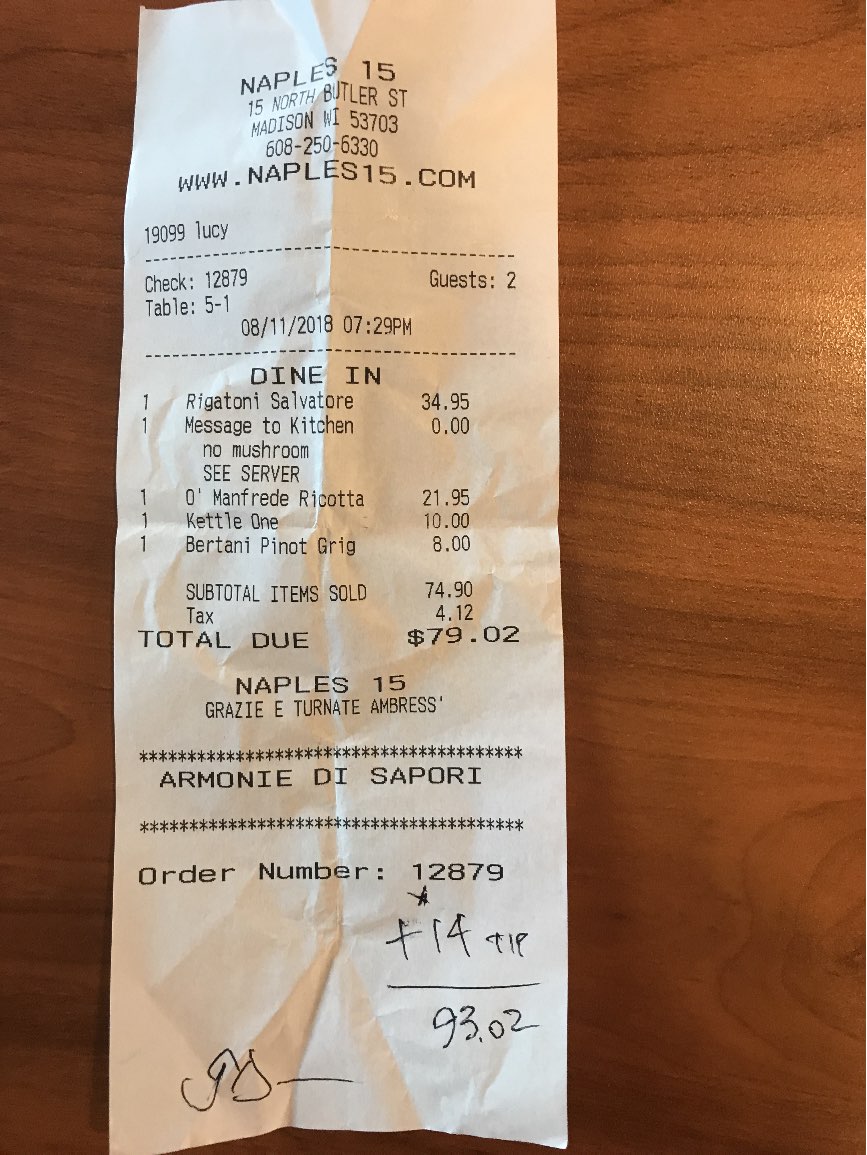 NAPLES 15
15 NORTH BUTLER ST
MADISON WI 53703
608-250-6330
WWW.NAPLES15.COM
19099 lucy
Check: 12879 Guests: 2
Table: 5-1
08/11/2018 07:29PM
DINE IN
1 Rigatoni Salvatore 34.95
1 Message to Kitchen 0.00
no mushroom
SEE SERVER
1 O' Manfrede Ricotta 21.95
1 Kettle One 10.00
1 Bertani Pinot Grig 8.00
SUBTOTAL ITEMS SOLD 74.90
Tax 4.12
TOTAL DUE $79.02
NAPLES 15
GRAZIE E TURNATE AMBRESS'
****************************************
ARMONIE DI SAPORI
****************************************
Order Number: 12879
+14 TIP
93.02